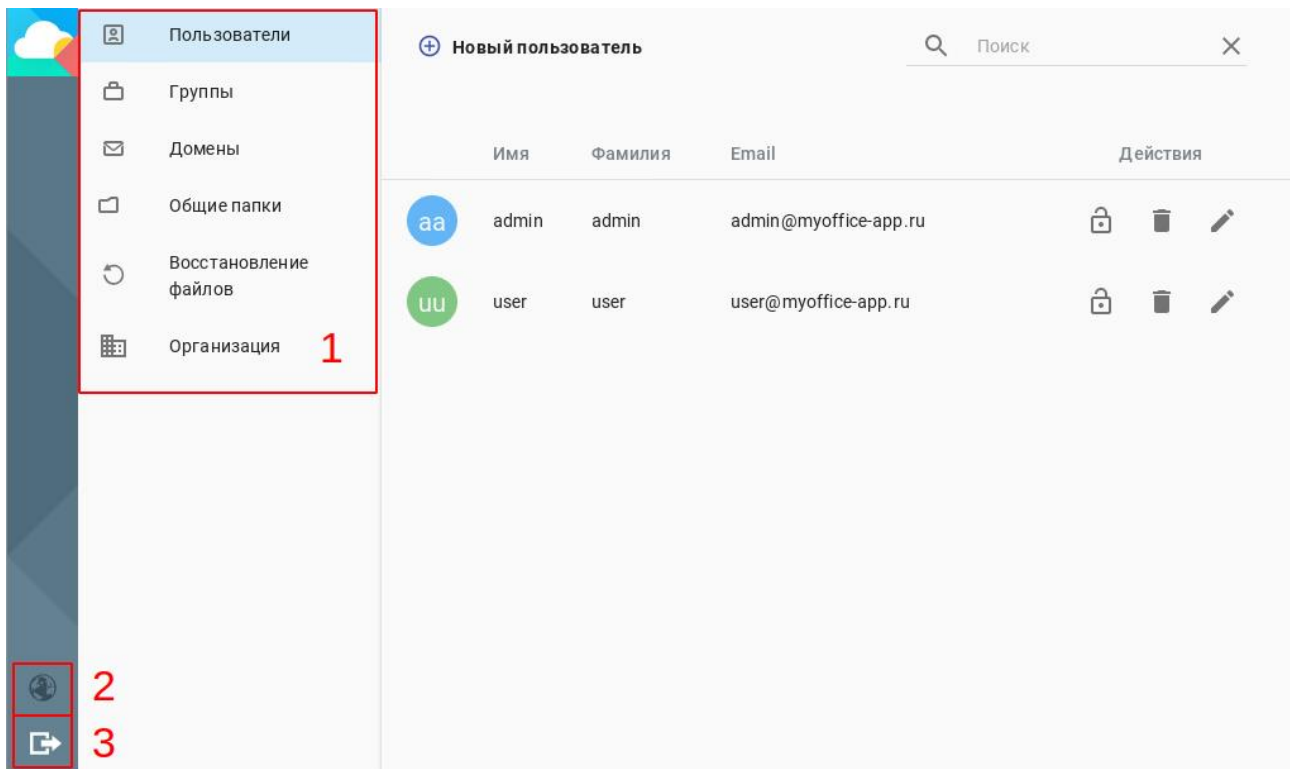 Пользователи
Группы
Домены
Общие папки
Восстановление
файлов
Организация
1
2
3
Новый пользователь
Поиск
Имя Фамилия Email Действия
aa admin admin admin@myoffice-app.ru
uu user user user@myoffice-app.ru